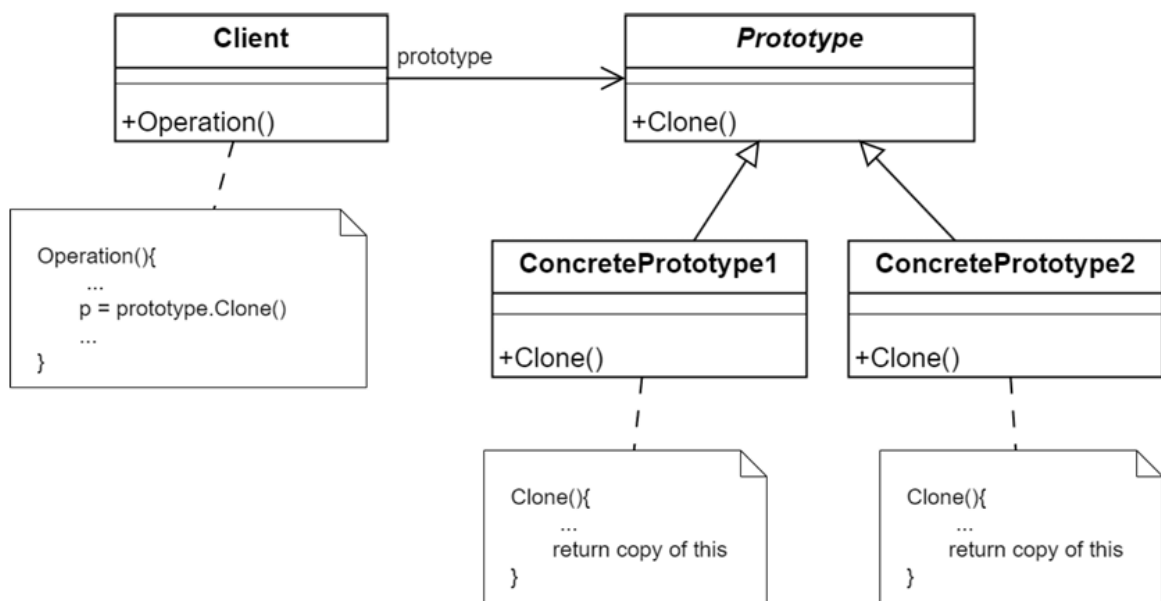 Client
prototype
Prototype
+Operation()
+Clone()
Operation(){
...
p = prototype.Clone()
...
}
ConcretePrototype1
+Clone()
ConcretePrototype2
+Clone()
Clone(){
...
return copy of this
}
Clone(){
...
return copy of this
}